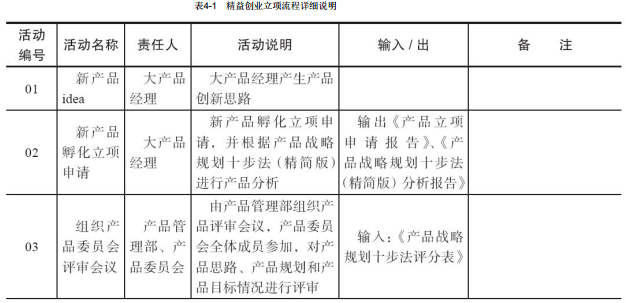 表4-1 精益创业立项流程详细说明
活动
编号
活动名称
责任人
活动说明
输入/出
备 注
01
新产品
idea
大产品
经理
大产品经理产生产品
创新思路
02
新产品
孵化立项
申请
大产品
经理
新产品孵化立项申
请，并根据产品战略
规划十步法（精简版）
进行产品分析
输出《产品立项
申请报告》、《产
品战略规划十步法
（精简版）分析报告》
03
组织产
品委员会
评审会议
产品管
理部、产
品委员会
由产品管理部组织产
品评审会议，产品委员
会全体成员参加，对产
品思路、产品规划和产
品目标情况进行评审
输入：《产品战略
规划十步法评分表》